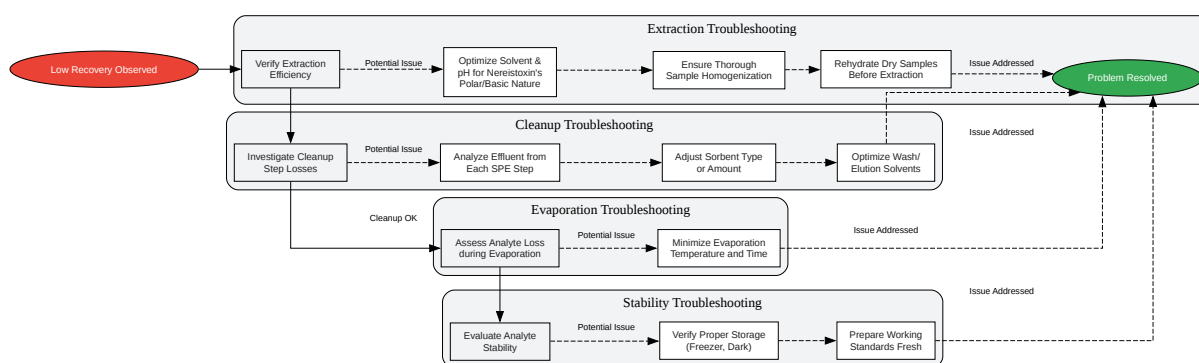 Extraction Troubleshooting
Low Recovery Observed
Verify Extraction
Efficiency
Potential Issue
Optimize Solvent &
pH for Nereistoxin's
Polar/Basic Nature
Ensure Thorough
Sample Homogenization
Rehydrate Dry Samples
Before Extraction
Issue Addressed
Problem Resolved
Cleanup Troubleshooting
Issue Addressed
Investigate Cleanup
Step Losses
Potential Issue
Analyze Effluent from
Each SPE Step
Adjust Sorbent Type
or Amount
Optimize Wash/
Elution Solvents
Cleanup OK
Evaporation Troubleshooting
Assess Analyte Loss
during Evaporation
Potential Issue
Minimize Evaporation
Temperature and Time
Issue Addressed
Stability Troubleshooting
Issue Addressed
Evaluate Analyte
Stability
Potential Issue
Verify Proper Storage
(Freezer, Dark)
Prepare Working
Standards Fresh